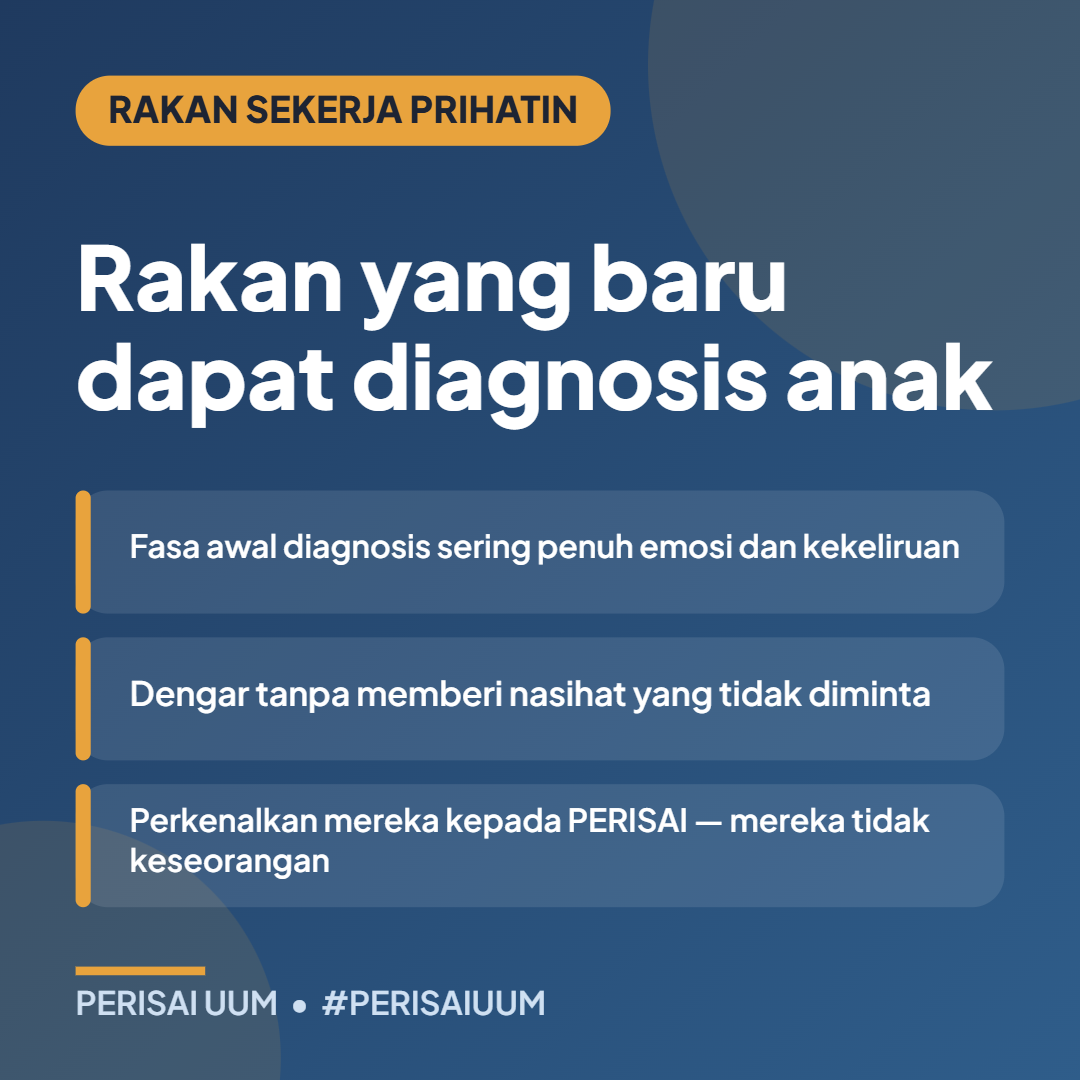 RAKAN SEKERJA PRIHATIN
Rakan yang baru
dapat diagnosis anak
Fasa awal diagnosis sering penuh emosi dan kekeliruan
Dengar tanpa memberi nasihat yang tidak diminta
Perkenalkan mereka kepada PERISAI — mereka tidak
keseorangan
PERISAI UUM • #PERISAIUUM